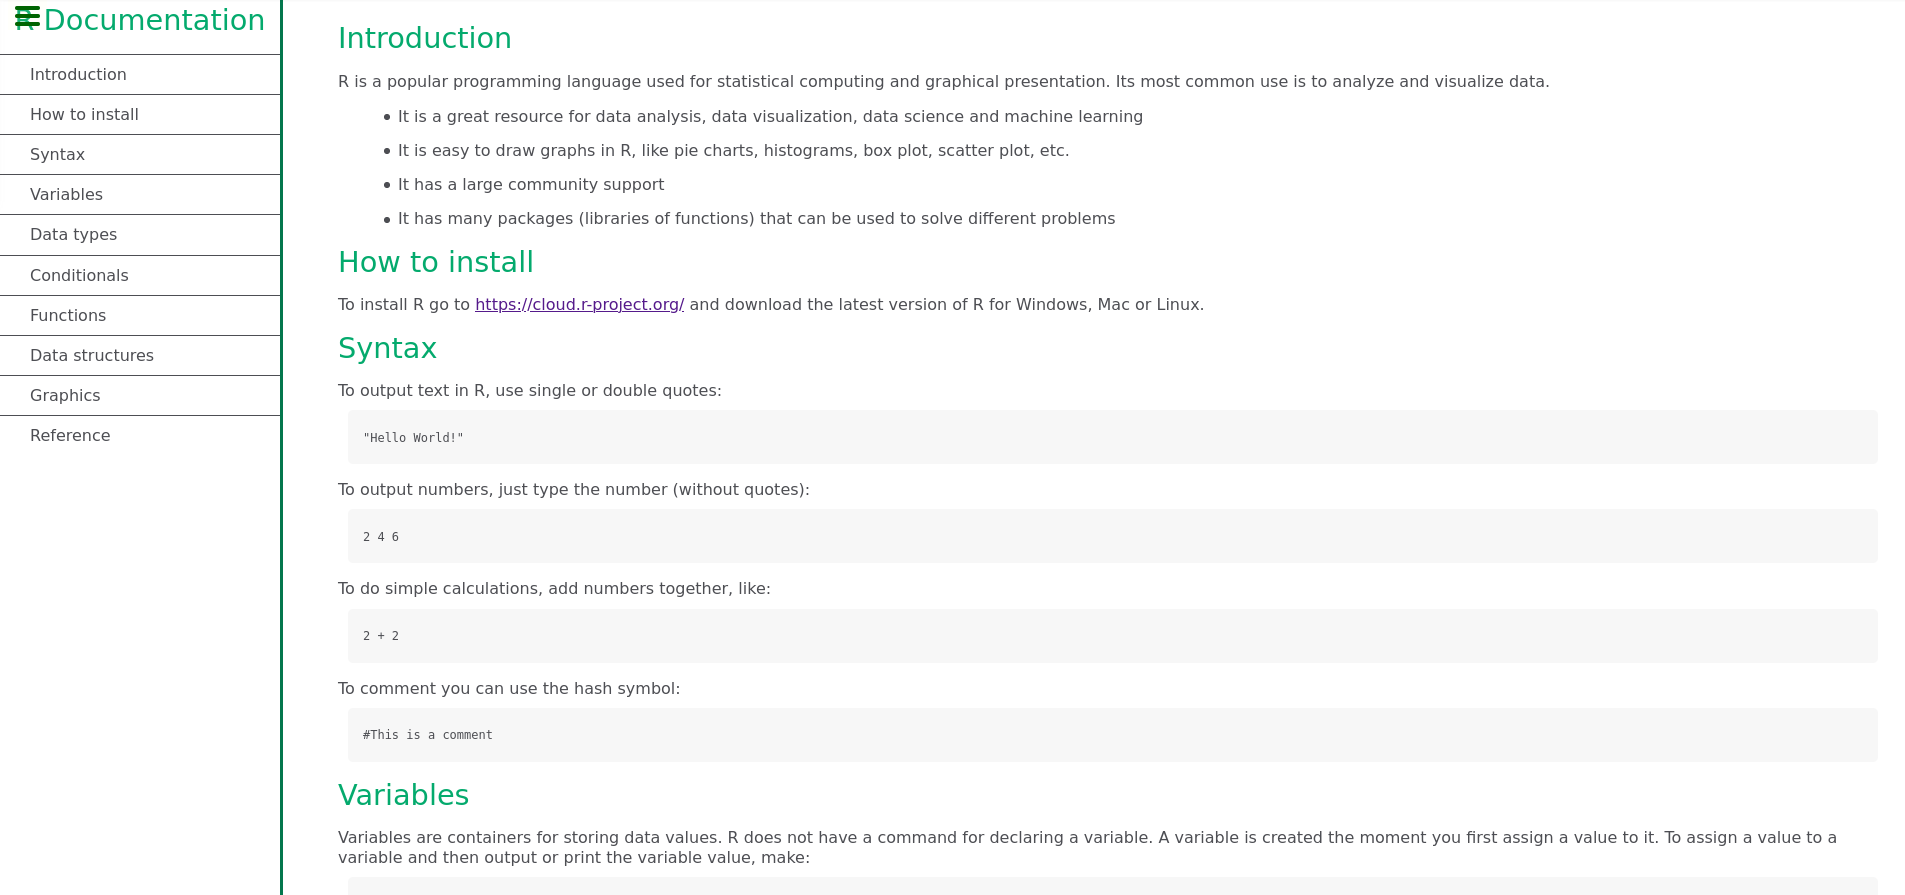 R Documentation
Introduction
How to install
Syntax
Variables
Data types
Conditionals
Functions
Data structures
Graphics
Reference
Introduction
R is a popular programming language used for statistical computing and graphical presentation. Its most common use is to analyze and visualize data.
It is a great resource for data analysis, data visualization, data science and machine learning
It is easy to draw graphs in R, like pie charts, histograms, box plot, scatter plot, etc.
It has a large community support
It has many packages (libraries of functions) that can be used to solve different problems
How to install
To install R go to https://cloud.r-project.org/ and download the latest version of R for Windows, Mac or Linux.
Syntax
To output text in R, use single or double quotes:
"Hello World!"
To output numbers, just type the number (without quotes):
2 4 6
To do simple calculations, add numbers together, like:
2 + 2
To comment you can use the hash symbol:
#This is a comment
Variables
Variables are containers for storing data values. R does not have a command for declaring a variable. A variable is created the moment you first assign a value to it. To assign a value to a
variable and then output or print the variable value, make: